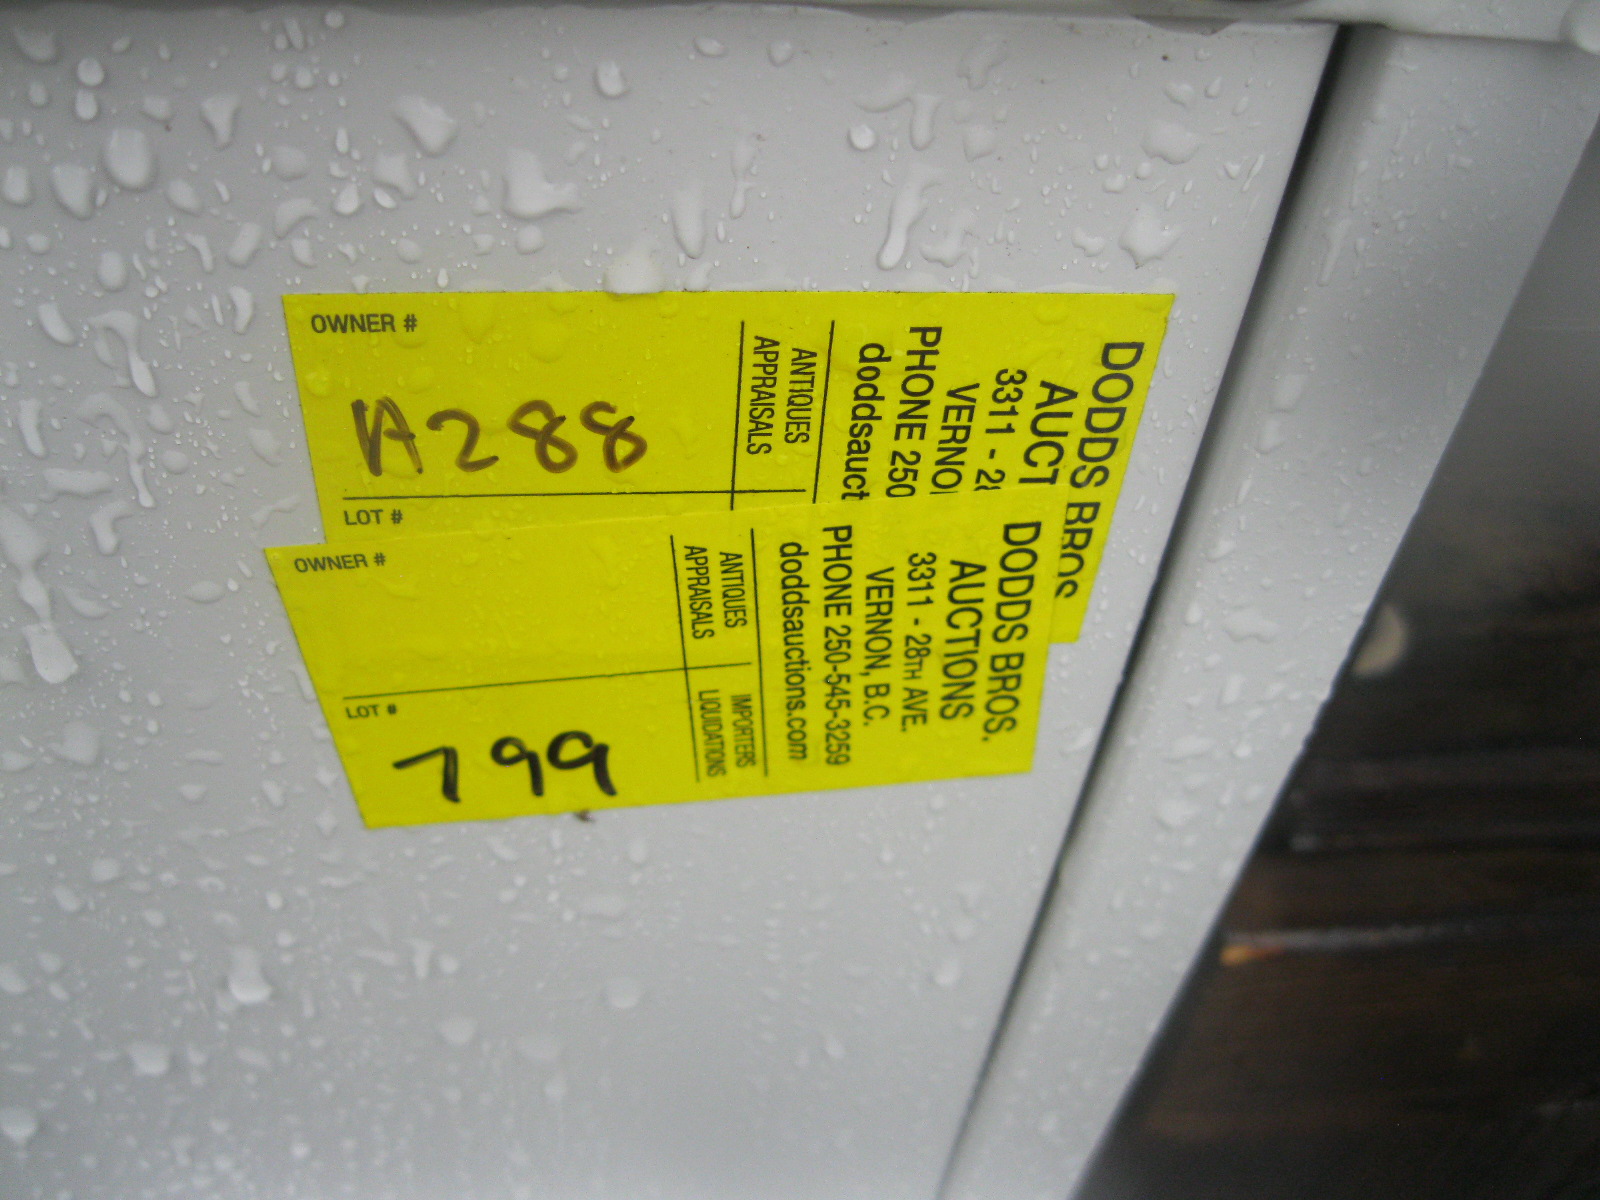 OWNER #
A288
LOT #
ANTIQUES
APPRAISALS
DODDS BROS
AUCT
3311 - 28
VERNO
PHONE 250
doddsauct
OWNER #
LOT #
799
DODDS BROS.
AUCTIONS
3311 - 28TH AVE.
VERNON, B.C.
PHONE 250-545-3259
doddsauctions.com
ANTIQUES IMPORTERS
APPRAISALS LIQUIDATIONS